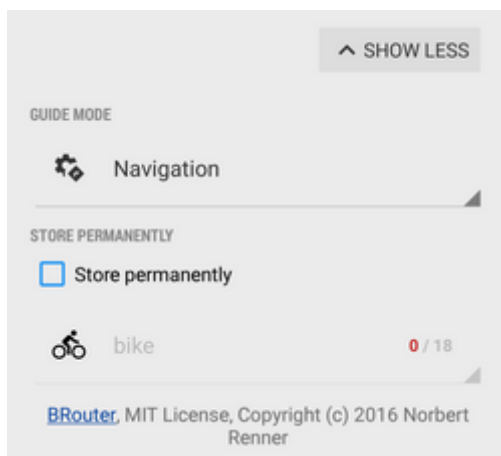 SHOW LESS
GUIDE MODE
Navigation
STORE PERMANENTLY
Store permanently
bike 0 / 18
BRouter, MIT License, Copyright (c) 2016 Norbert
Renner